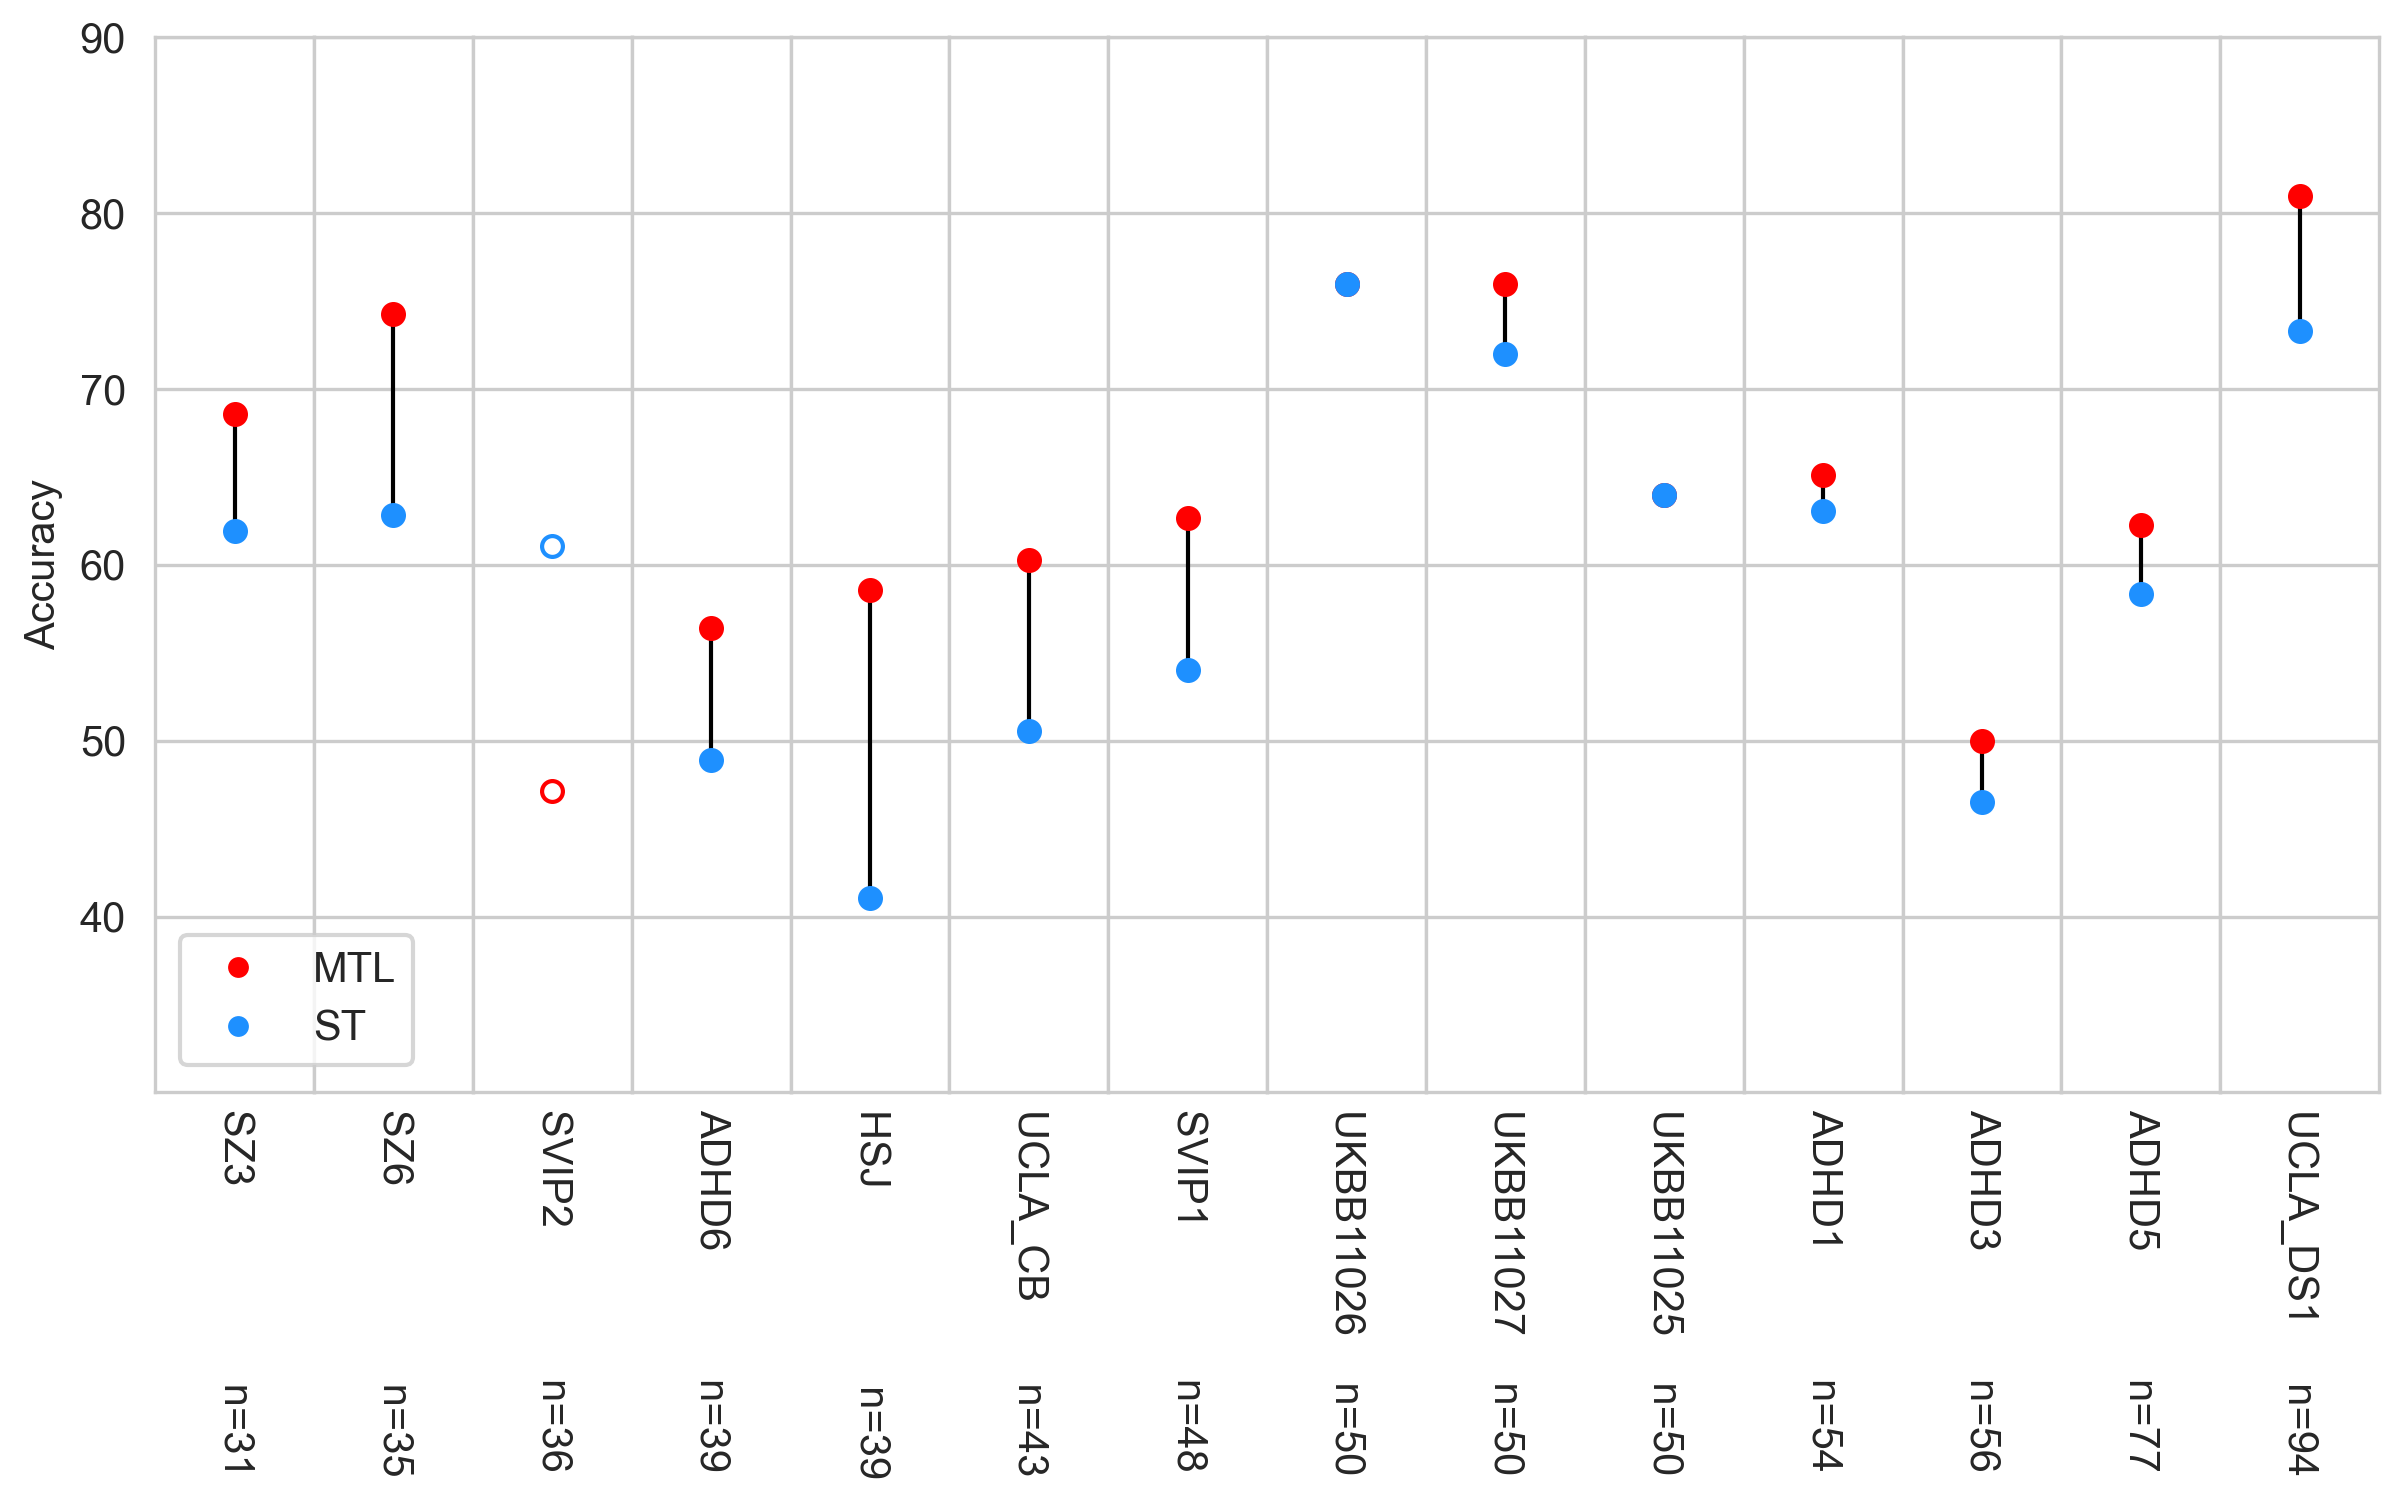 90
80
70
60
50
40
Accuracy
MTL
ST
SZ3 n=31
SZ6 n=35
SVIP2 n=36
ADHD6 n=39
HSJ n=39
UCLA_CB n=43
SVIP1 n=48
UKBB11026 n=50
UKBB11027 n=50
UKBB11025 n=50
ADHD1 n=54
ADHD3 n=56
ADHD5 n=77
UCLA_DS1 n=94